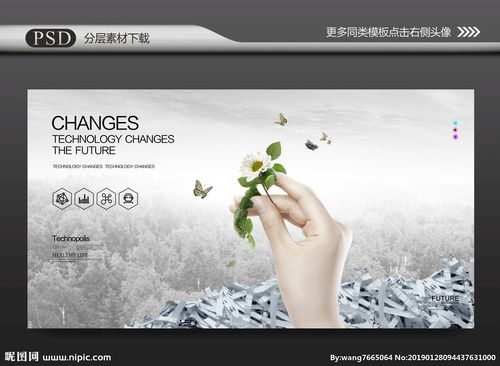 PSD 分层素材下载
更多同类模板点击右侧头像
CHANGES
TECHNOLOGY CHANGES
THE FUTURE
TECHNOLOGY CHANGES TECHNOLOGY CHANGES
Technopolis
HEALTHY LIFE
FUTURE
昵图网 www.nipic.com
By:wang7665064 No:20190128094437631000